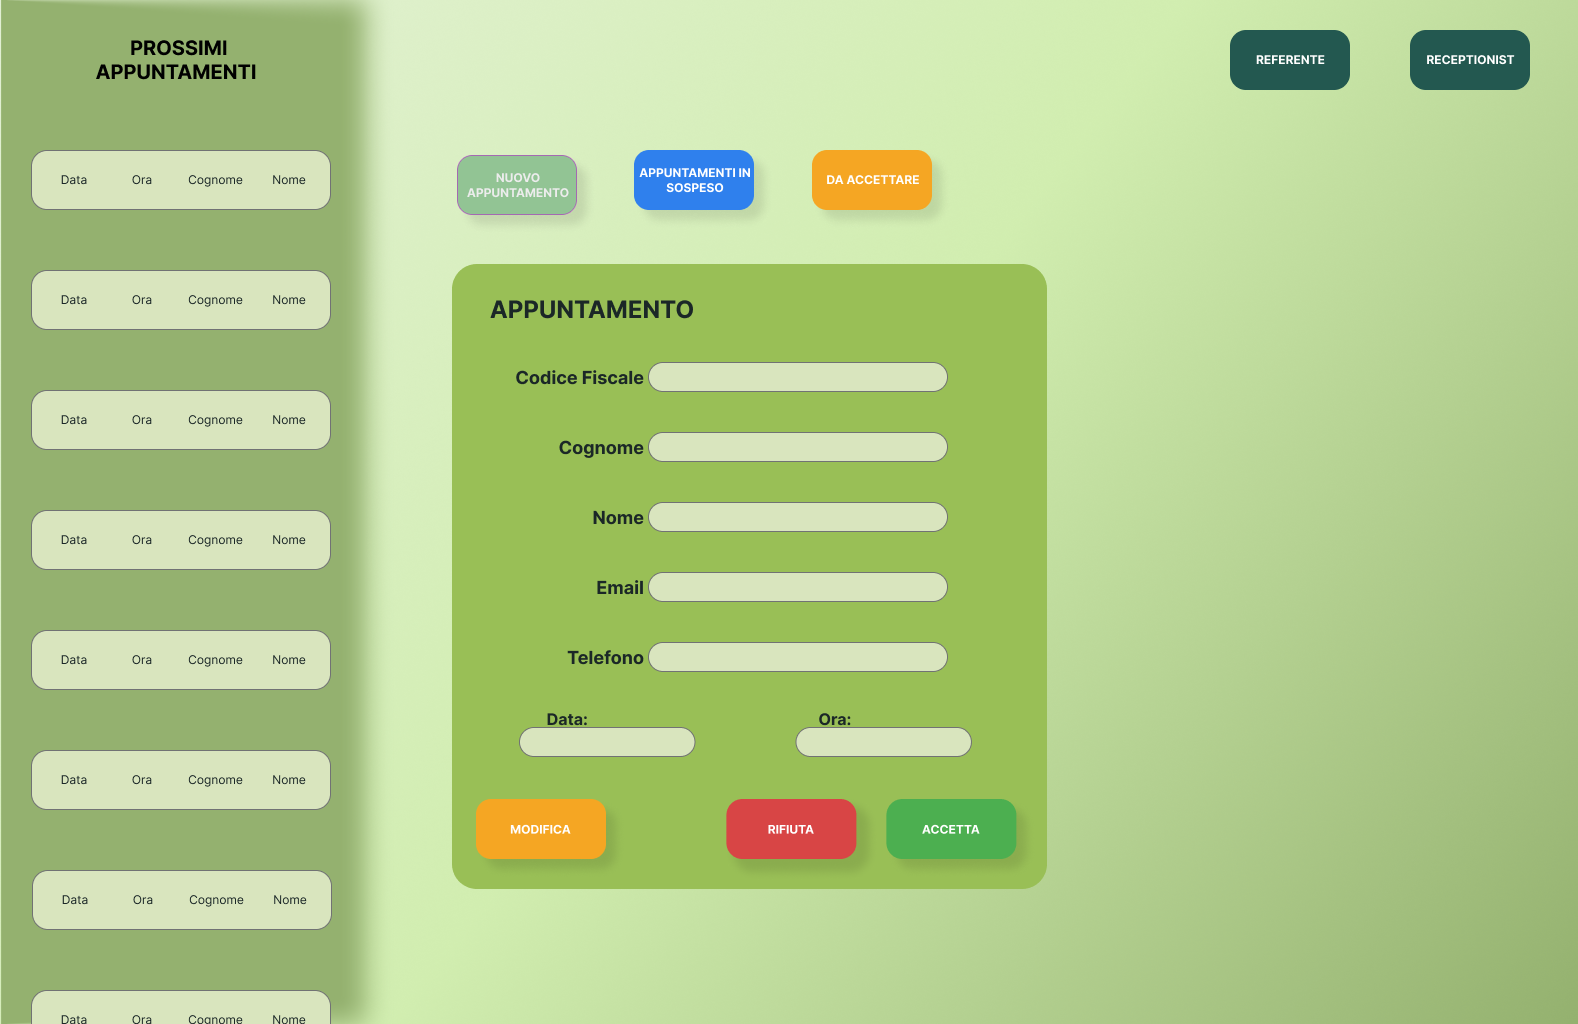 PROSSIMI
APPUNTAMENTI
Data Ora Cognome Nome
Data Ora Cognome Nome
Data Ora Cognome Nome
Data Ora Cognome Nome
Data Ora Cognome Nome
Data Ora Cognome Nome
Data Ora Cognome Nome
Data Ora Cognome Nome
REFERENTE
RECEPTIONIST
NUOVO
APPUNTAMENTO
APPUNTAMENTI IN
SOSPESO
DA ACCETTARE
APPUNTAMENTO
Codice Fiscale
Cognome
Nome
Email
Telefono
Data:
Ora:
MODIFICA
RIFIUTA
ACCETTA